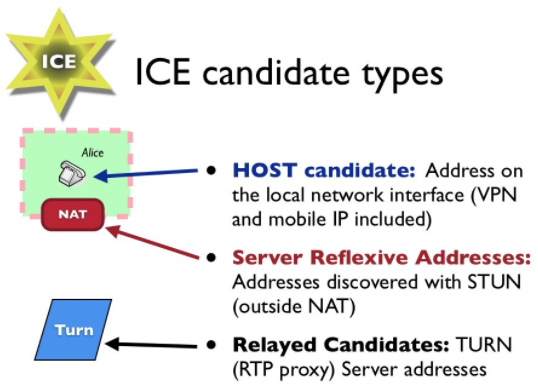 ICE
ICE candidate types
Alice
NAT
Turn
• HOST candidate: Address on
the local network interface (VPN
and mobile IP included)
• Server Reflexive Addresses:
Addresses discovered with STUN
(outside NAT)
• Relayed Candidates: TURN
(RTP proxy) Server addresses